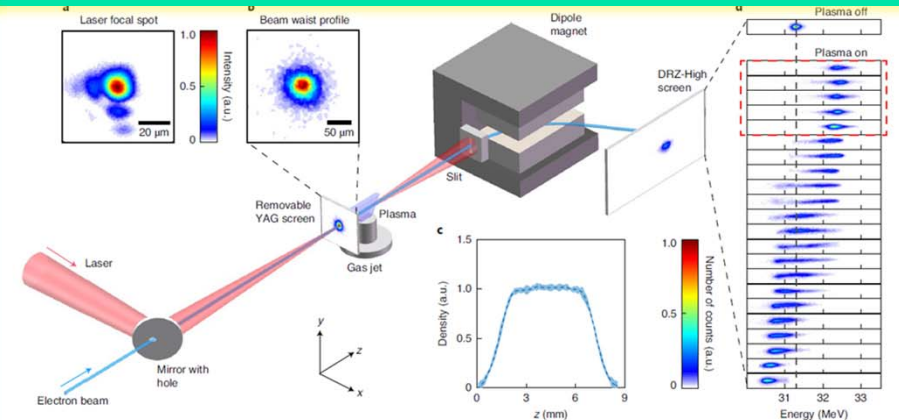 a
Laser focal spot
1.0
0.5
0
Intensity (a.u.)
20 µm
b
Beam waist profile
50 µm
Dipole
magnet
DRZ-High
screen
Slit
Removable
YAG screen
Plasma
Gas jet
Laser
Mirror with
hole
Electron beam
y
z
x
c
1.5
1.0
0.5
0
Density (a.u.)
0
3
6
9
z (mm)
1.0
0.5
0
Number of counts (a.u.)
d
Plasma off
Plasma on
31
32
33
Energy (MeV)